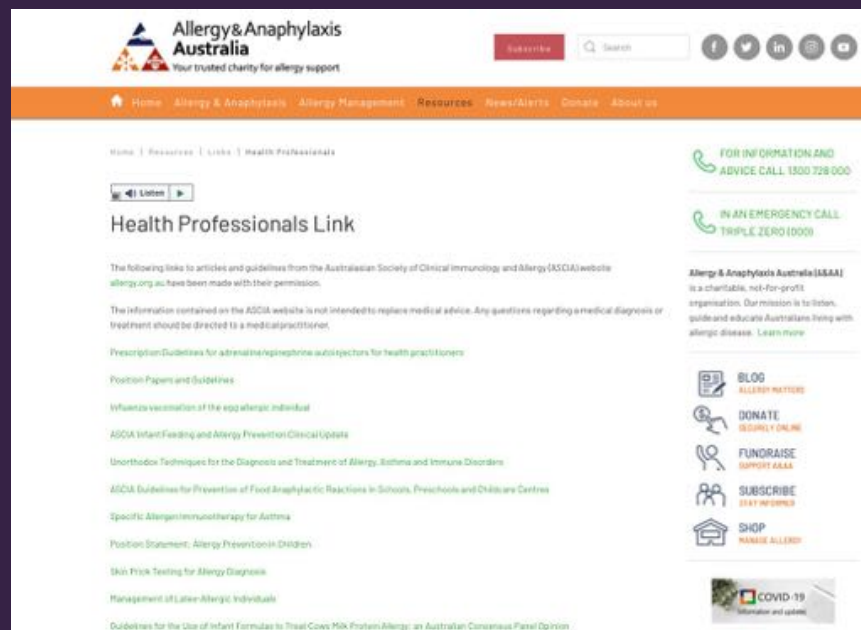 Allergy & Anaphylaxis
Australia
Your trusted charity for allergy support
Subscribe
Search
Home Allergy & Anaphylaxis Allergy Management Resources News/Alerts Donate About us
Home | Resources | Links | Health Professionals
Listen
Health Professionals Link
The following links to articles and guidelines from the Australasian Society of Clinical Immunology and Allergy (ASCIA) website
allergy.org.au have been made with their permission.
The information contained on the ASCIA website is not intended to replace medical advice. Any questions regarding a medical diagnosis or
treatment should be directed to a medical practitioner.
Prescription Guidelines for adrenaline/epinephrine autoinjectors for health practitioners
Position Papers and Guidelines
Influenza vaccination of the egg allergic individual
ASCIA Infant Feeding and Allergy Prevention Clinical Update
Unorthodox Techniques for the Diagnosis and Treatment of Allergy, Asthma and Immune Disorders
ASCIA Guidelines for Prevention of Food Anaphylactic Reactions in Schools, Preschools and Childcare Centres
Specific Allergen Immunotherapy for Asthma
Position Statement: Allergy Prevention in Children
Skin Prick Testing for Allergy Diagnosis
Management of Latex-Allergic Individuals
Guidelines for the Use of Infant Formulas to Treat Cows Milk Protein Allergy: an Australian Consensus Panel Opinion
FOR INFORMATION AND
ADVICE CALL 1300 728 000
IN AN EMERGENCY CALL
TRIPLE ZERO (000)
Allergy & Anaphylaxis Australia (A&AA)
is a charitable, not-for-profit
organisation. Our mission is to listen,
guide and educate Australians living with
allergic disease. Learn more
BLOG
ALLERGY MATTERS
DONATE
SECURELY ONLINE
FUNDRAISE
SUPPORT A&AA
SUBSCRIBE
STAY INFORMED
SHOP
MANAGE ALLERGY
COVID-19
Information and updates